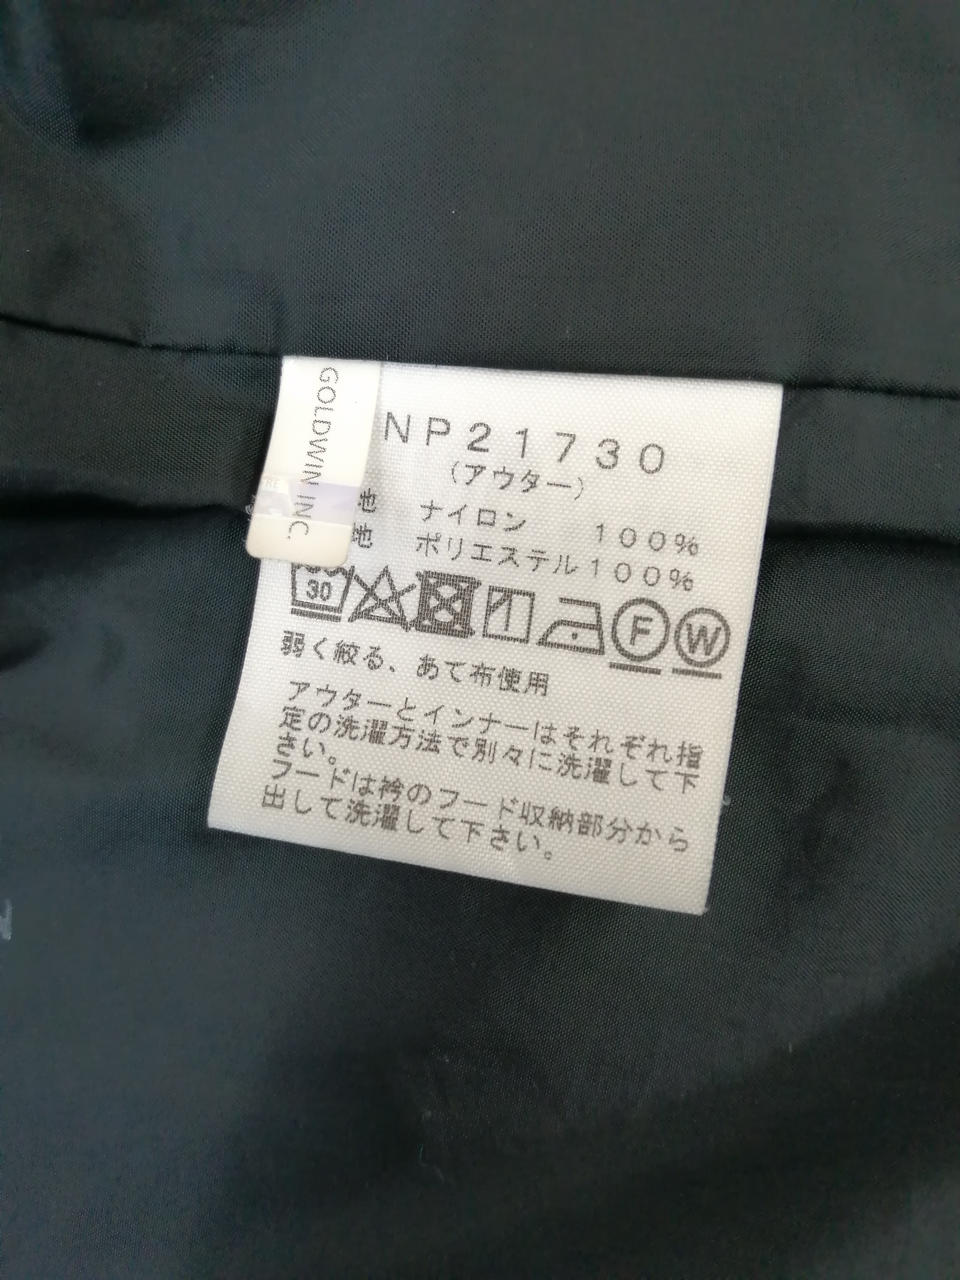 GOLDWIN INC.
NP21730
(アウター)
地 ナイロン 100%
地 ポリエステル100%
30 F W
弱く絞る、あて布使用
アウターとインナーはそれぞれ指
定の洗濯方法で別々に洗濯して下
さい。
フードは衿のフード収納部分から
出して洗濯して下さい。